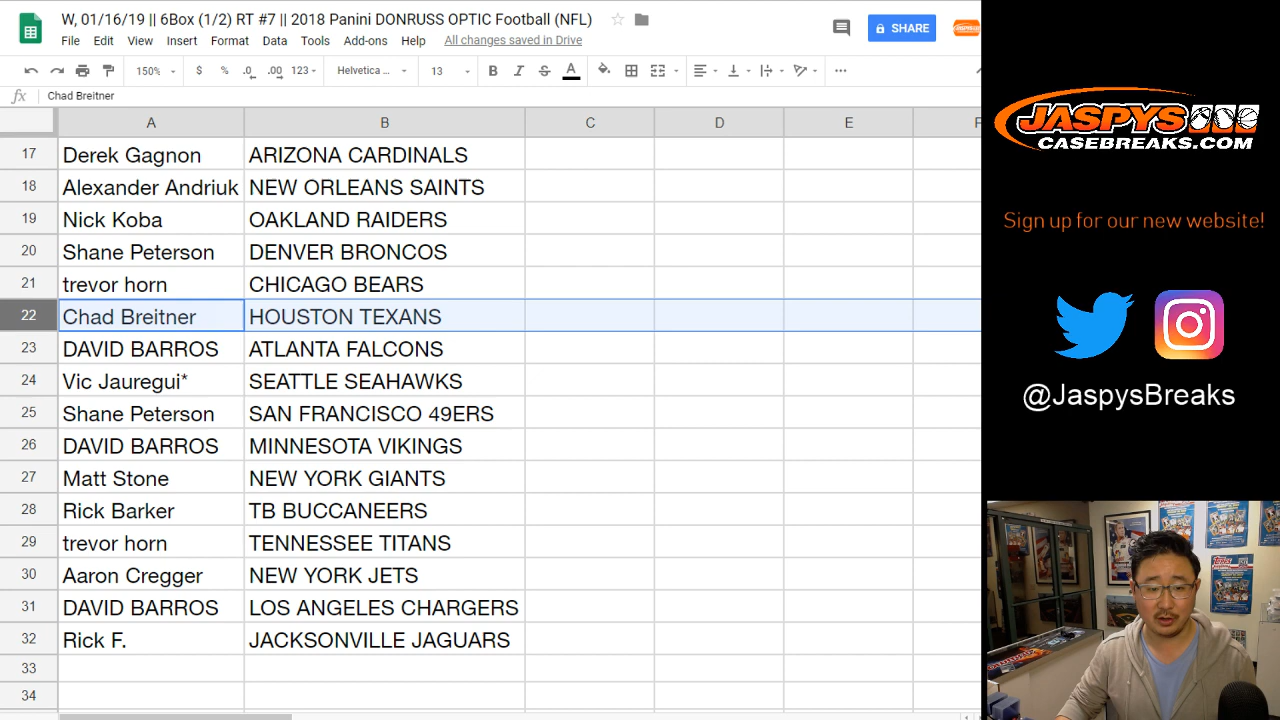 W, 01/16/19 || 6Box (1/2) RT #7 || 2018 Panini DONRUSS OPTIC Football (NFL)
File Edit View Insert Format Data Tools Add-ons Help All changes saved in Drive
SHARE
150% $ % .0 .00 123 Helvetica ... 13 B I S A ...
fx Chad Breitner
A B C D E F
17 Derek Gagnon ARIZONA CARDINALS
18 Alexander Andriuk NEW ORLEANS SAINTS
19 Nick Koba OAKLAND RAIDERS
20 Shane Peterson DENVER BRONCOS
21 trevor horn CHICAGO BEARS
22 Chad Breitner HOUSTON TEXANS
23 DAVID BARROS ATLANTA FALCONS
24 Vic Jauregui* SEATTLE SEAHAWKS
25 Shane Peterson SAN FRANCISCO 49ERS
26 DAVID BARROS MINNESOTA VIKINGS
27 Matt Stone NEW YORK GIANTS
28 Rick Barker TB BUCCANEERS
29 trevor horn TENNESSEE TITANS
30 Aaron Cregger NEW YORK JETS
31 DAVID BARROS LOS ANGELES CHARGERS
32 Rick F. JACKSONVILLE JAGUARS
33
34
JASPYS
CASEBREAKS.COM
Sign up for our new website!
@JaspysBreaks